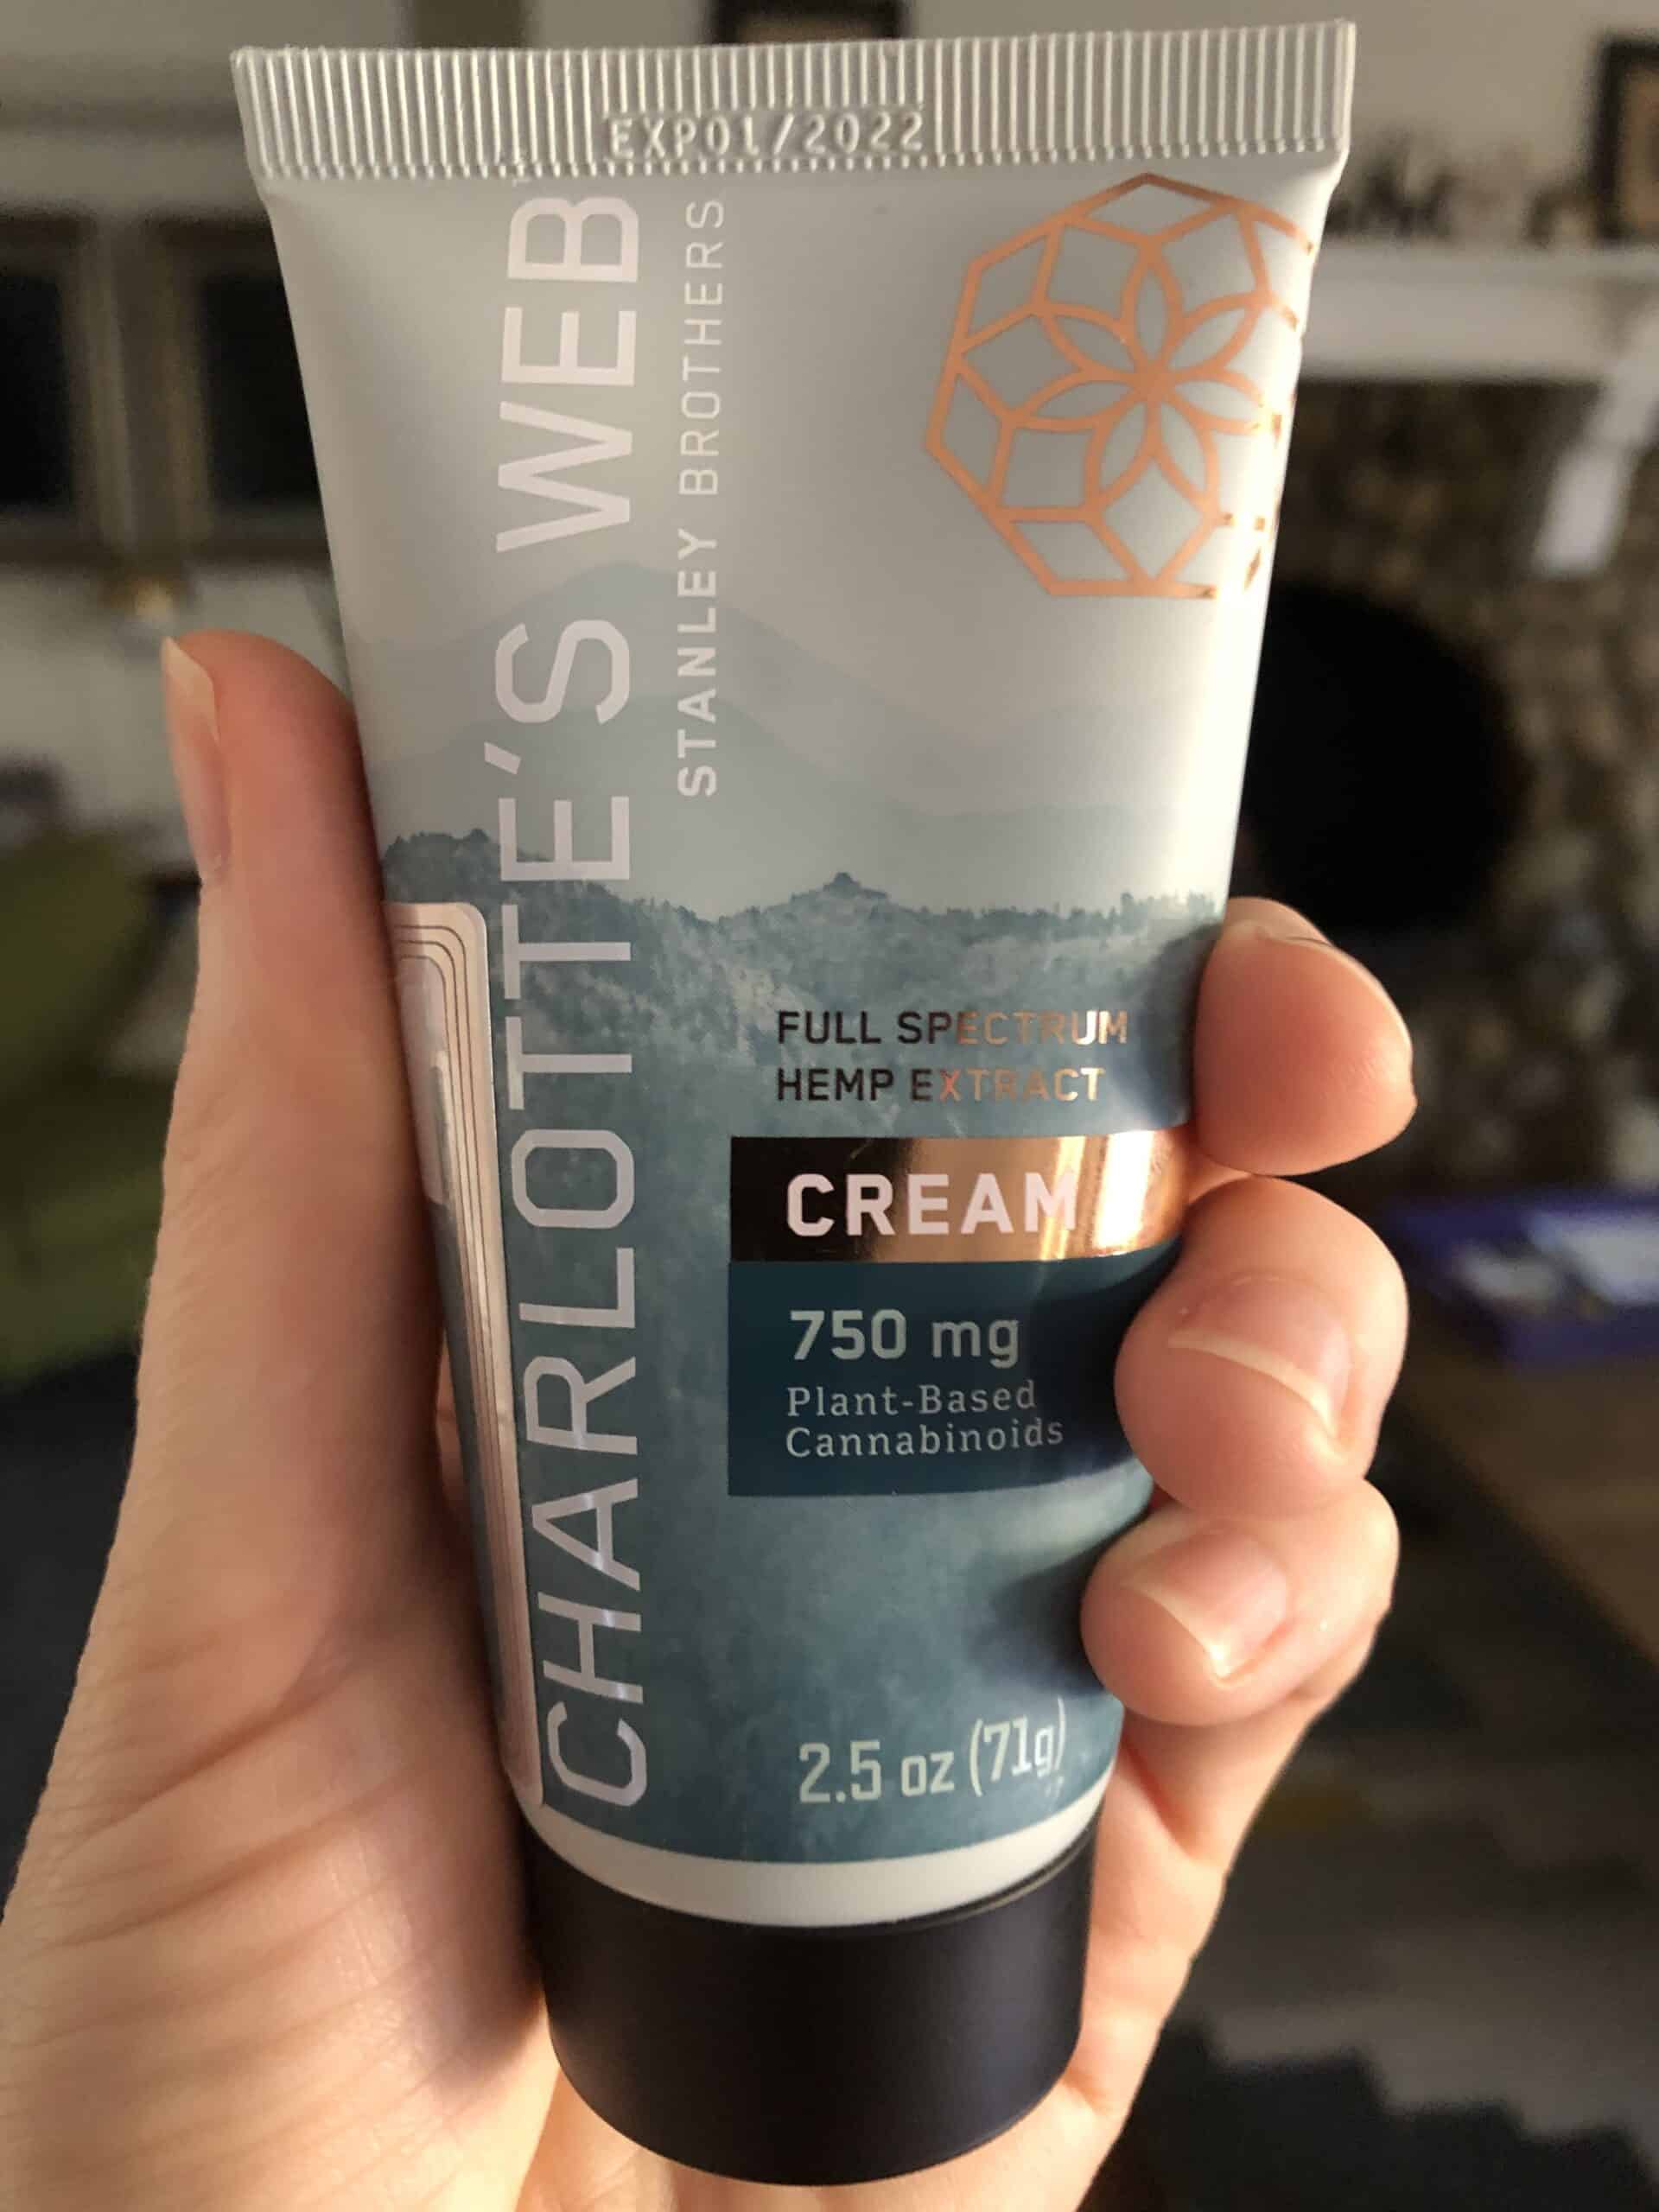 EXP01/2022
CHARLOTTE'S WEB
STANLEY BROTHERS
FULL SPECTRUM
HEMP EXTRACT
CREAM
750 mg
Plant-Based
Cannabinoids
2.5 oz (71g)